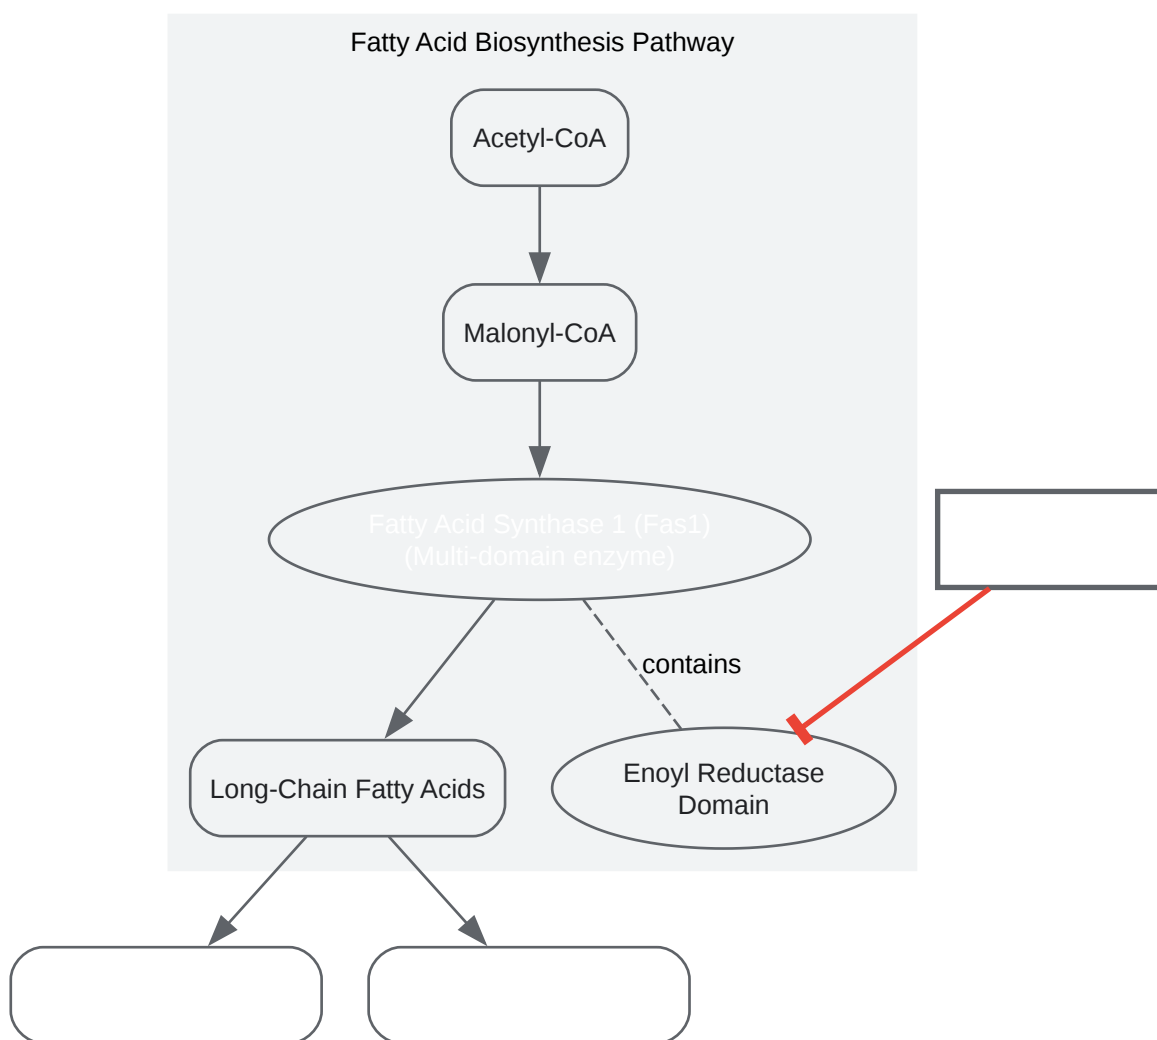 Fatty Acid Biosynthesis Pathway
Acetyl-CoA
Malonyl-CoA
Fatty Acid Synthase 1 (Fas1)
(Multi-domain enzyme)
contains
Long-Chain Fatty Acids
Enoyl Reductase
Domain